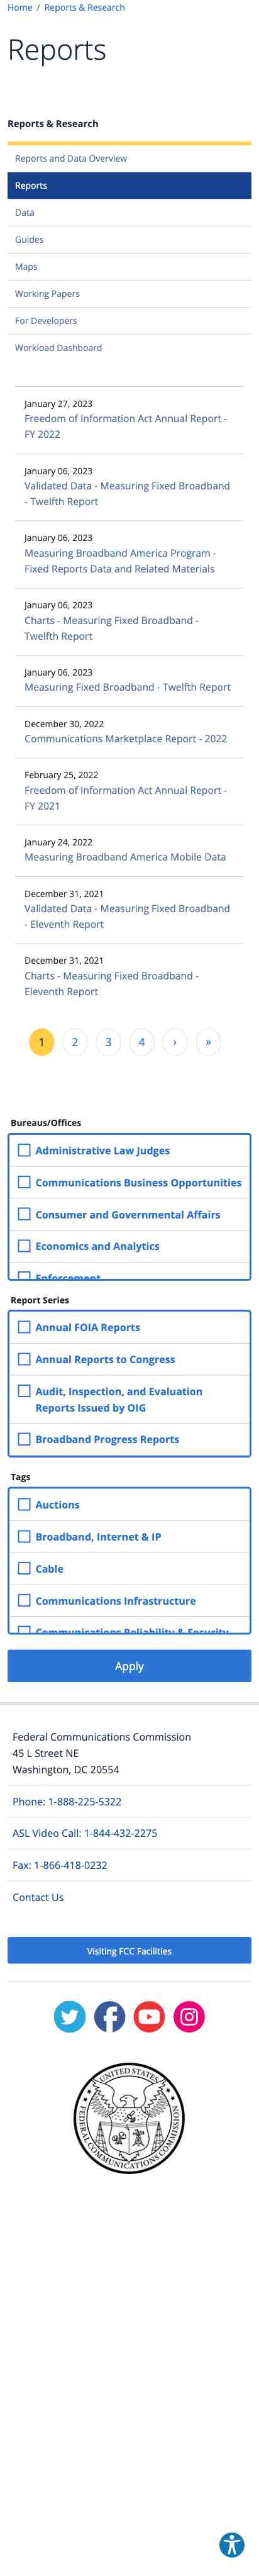 Home / Reports & Research
Reports
Reports & Research
Reports and Data Overview
Reports
Data
Guides
Maps
Working Papers
For Developers
Workload Dashboard
January 27, 2023
Freedom of Information Act Annual Report -
FY 2022
January 06, 2023
Validated Data - Measuring Fixed Broadband
- Twelfth Report
January 06, 2023
Measuring Broadband America Program -
Fixed Reports Data and Related Materials
January 06, 2023
Charts - Measuring Fixed Broadband -
Twelfth Report
January 06, 2023
Measuring Fixed Broadband - Twelfth Report
December 30, 2022
Communications Marketplace Report - 2022
February 25, 2022
Freedom of Information Act Annual Report -
FY 2021
January 24, 2022
Measuring Broadband America Mobile Data
December 31, 2021
Validated Data - Measuring Fixed Broadband
- Eleventh Report
December 31, 2021
Charts - Measuring Fixed Broadband -
Eleventh Report
1 2 3 4 › »
Bureaus/Offices
Administrative Law Judges
Communications Business Opportunities
Consumer and Governmental Affairs
Economics and Analytics
Enforcement
Report Series
Annual FOIA Reports
Annual Reports to Congress
Audit, Inspection, and Evaluation
Reports Issued by OIG
Broadband Progress Reports
Tags
Auctions
Broadband, Internet & IP
Cable
Communications Infrastructure
Communications Reliability & Security
Apply
Federal Communications Commission
45 L Street NE
Washington, DC 20554
Phone: 1-888-225-5322
ASL Video Call: 1-844-432-2275
Fax: 1-866-418-0232
Contact Us
Visiting FCC Facilities
UNITED STATES
FEDERAL COMMUNICATIONS COMMISSION